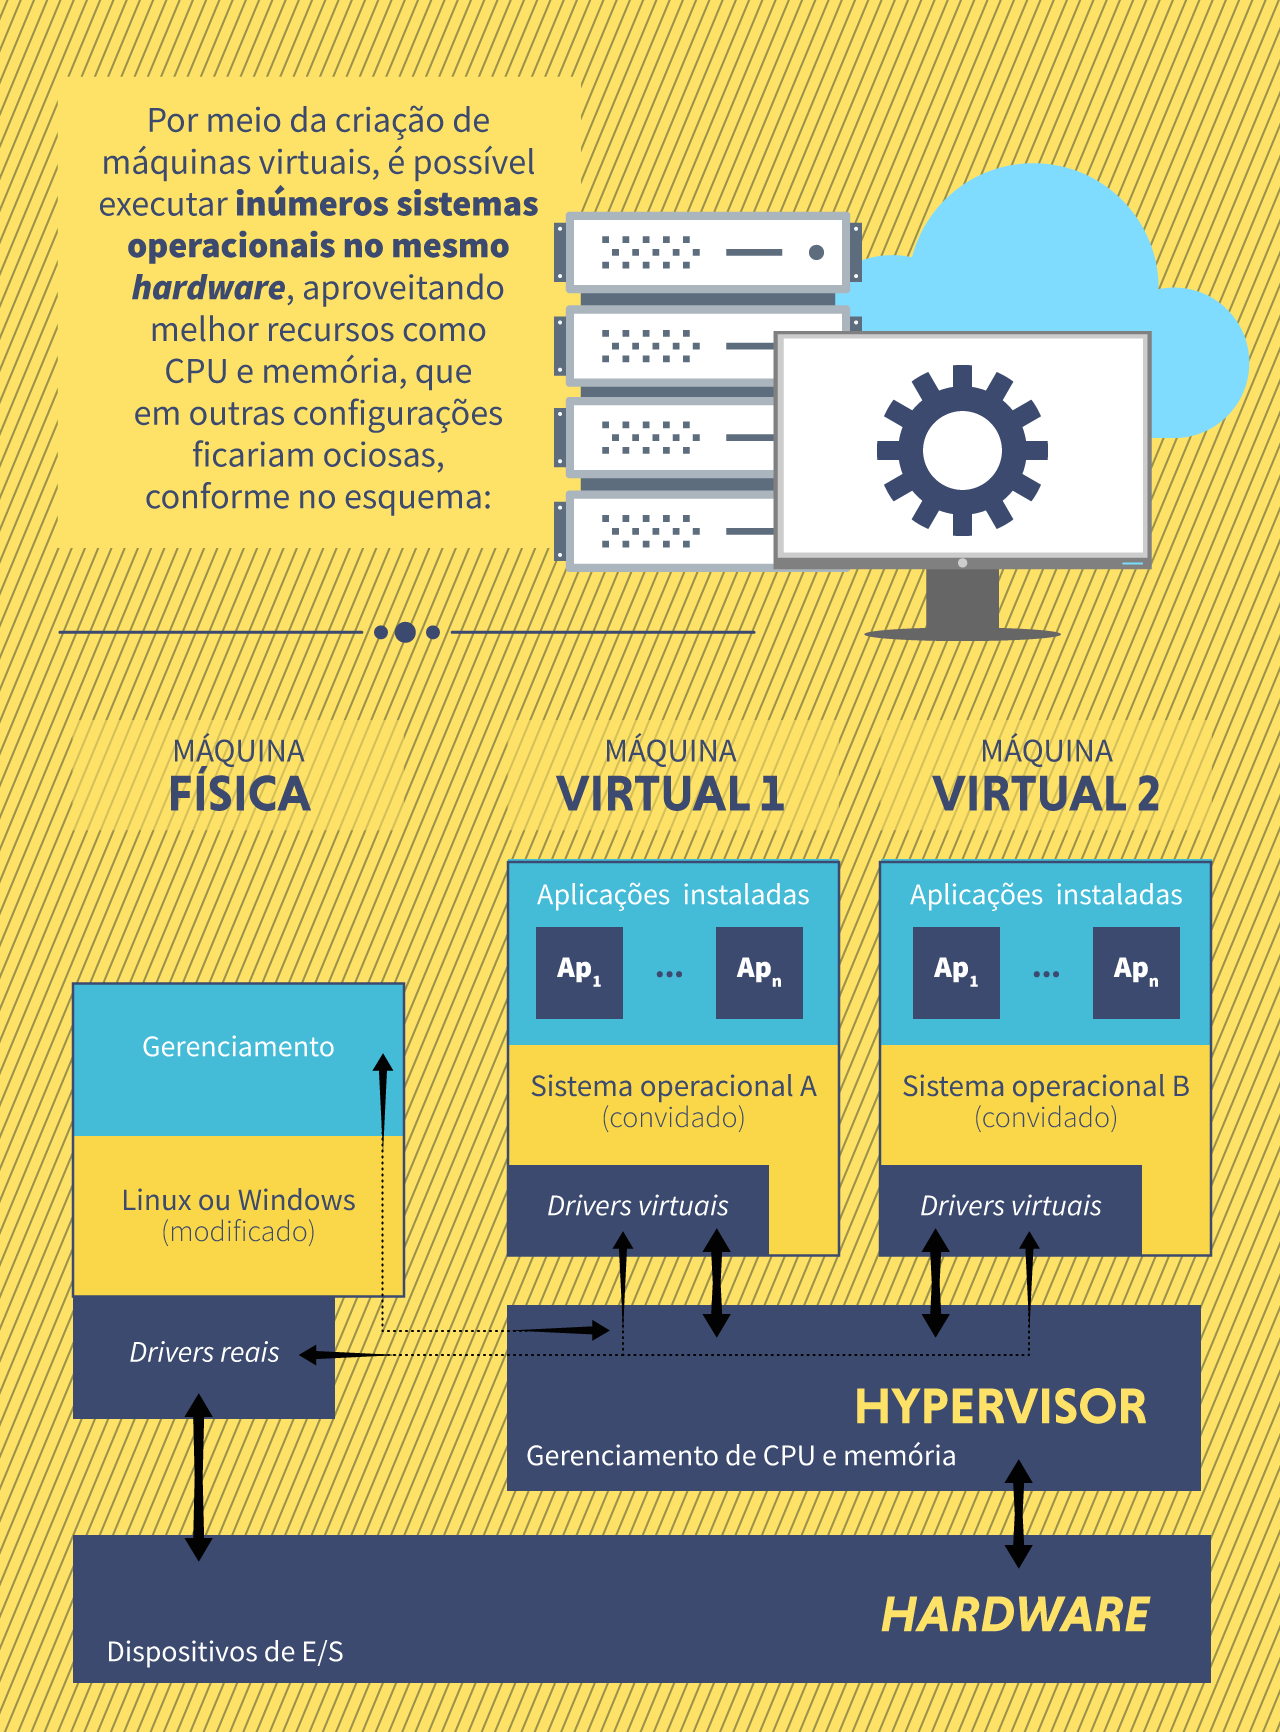 Por meio da criação de
máquinas virtuais, é possível
executar inúmeros sistemas
operacionais no mesmo
hardware, aproveitando
melhor recursos como
CPU e memória, que
em outras configurações
ficariam ociosas,
conforme no esquema:
MÁQUINA
FÍSICA
MÁQUINA
VIRTUAL 1
MÁQUINA
VIRTUAL 2
Gerenciamento
Linux ou Windows
(modificado)
Drivers reais
Aplicações instaladas
Ap1 ... Apn
Sistema operacional A
(convidado)
Drivers virtuais
Aplicações instaladas
Ap1 ... Apn
Sistema operacional B
(convidado)
Drivers virtuais
HYPERVISOR
Gerenciamento de CPU e memória
HARDWARE
Dispositivos de E/S